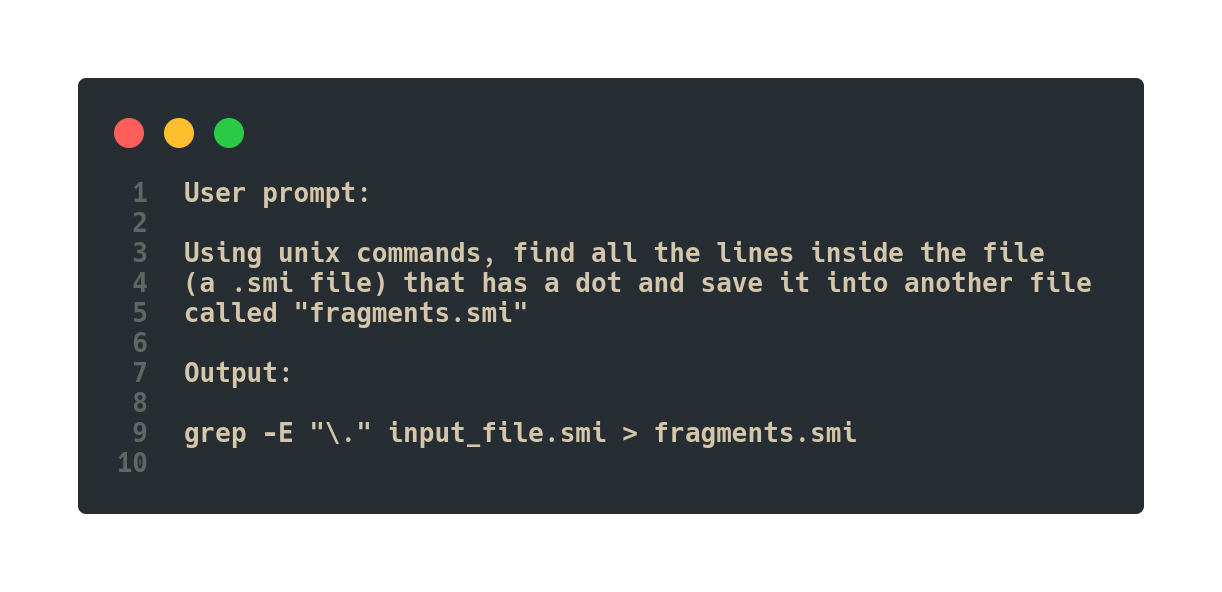 1 User prompt:
2
3 Using unix commands, find all the lines inside the file
4 (a .smi file) that has a dot and save it into another file
5 called "fragments.smi"
6
7 Output:
8
9 grep -E "\." input_file.smi > fragments.smi
10